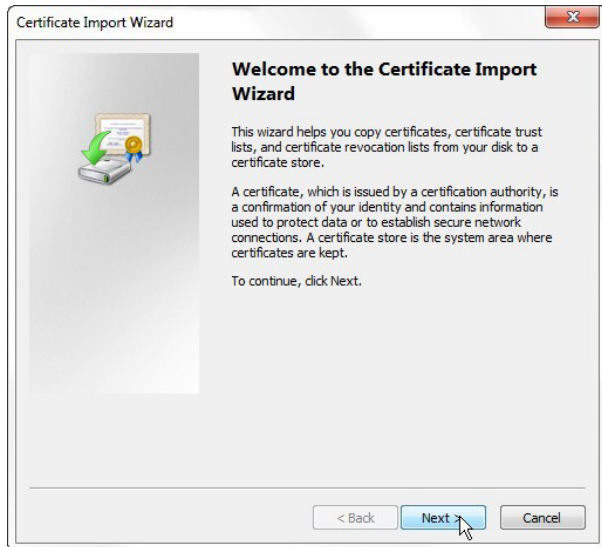 Certificate Import Wizard
Welcome to the Certificate Import
Wizard
This wizard helps you copy certificates, certificate trust
lists, and certificate revocation lists from your disk to a
certificate store.
A certificate, which is issued by a certification authority, is
a confirmation of your identity and contains information
used to protect data or to establish secure network
connections. A certificate store is the system area where
certificates are kept.
To continue, click Next.
< Back Next > Cancel